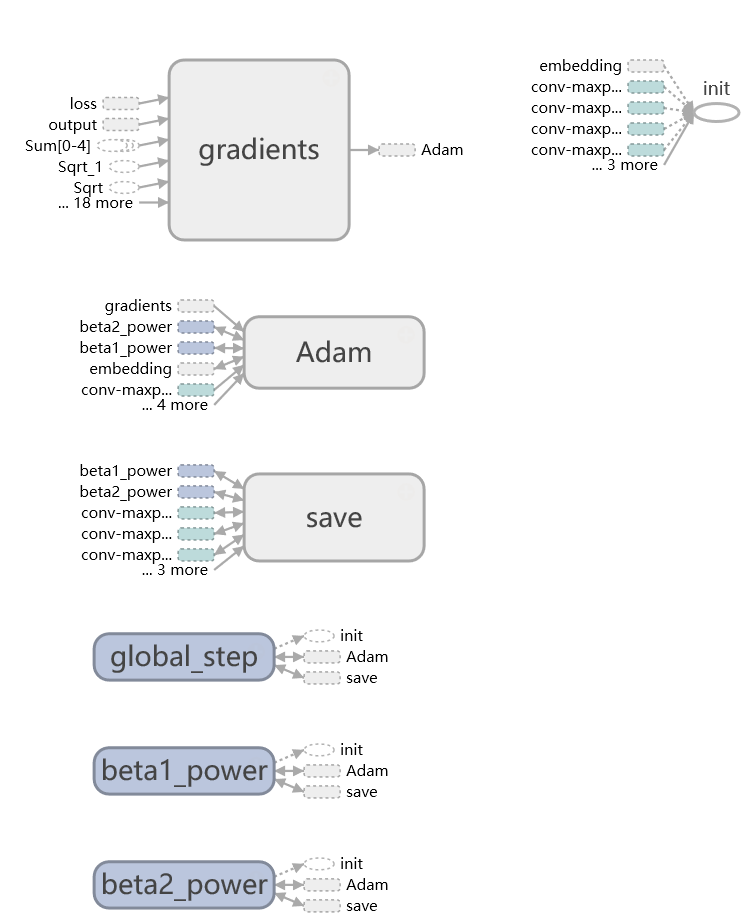 loss
output
Sum[0-4]
Sqrt_1
Sqrt
... 18 more
gradients
Adam
embedding
conv-maxp...
conv-maxp...
conv-maxp...
conv-maxp...
... 3 more
init
gradients
beta2_power
beta1_power
embedding
conv-maxp...
... 4 more
Adam
beta1_power
beta2_power
conv-maxp...
conv-maxp...
conv-maxp...
... 3 more
save
global_step
init
Adam
save
beta1_power
init
Adam
save
beta2_power
init
Adam
save